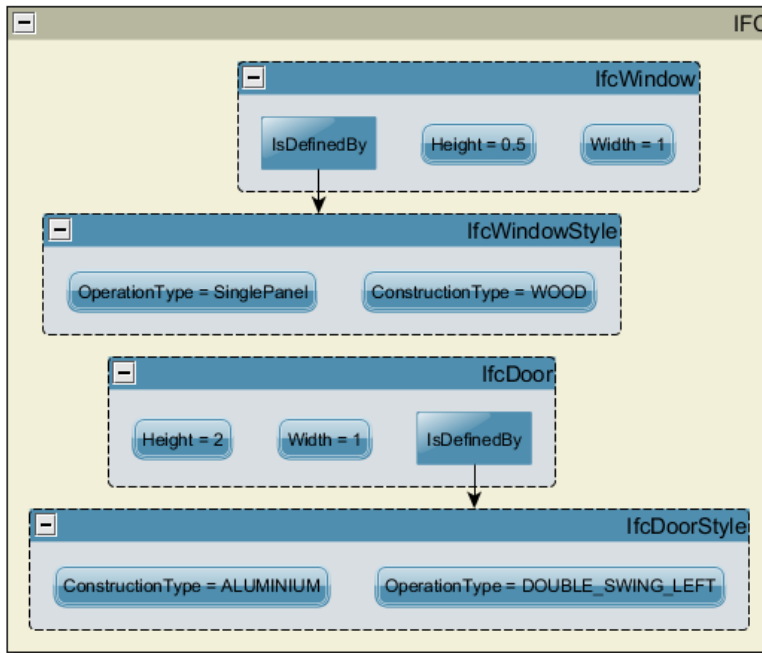 IFC
IfcWindow
IsDefinedBy
Height = 0.5
Width = 1
IfcWindowStyle
OperationType = SinglePanel
ConstructionType = WOOD
IfcDoor
Height = 2
Width = 1
IsDefinedBy
IfcDoorStyle
ConstructionType = ALUMINIUM
OperationType = DOUBLE_SWING_LEFT